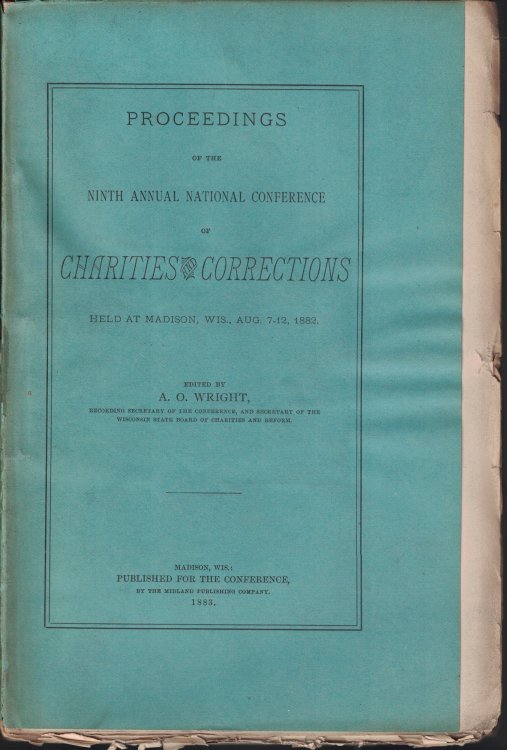 PROCEEDINGS
OF THE
NINTH ANNUAL NATIONAL CONFERENCE
OF
CHARITIES AND CORRECTIONS
HELD AT MADISON, WIS., AUG. 7-12, 1882.
EDITED BY
A. O. WRIGHT,
RECORDING SECRETARY OF THE CONFERENCE, AND SECRETARY OF THE
WISCONSIN STATE BOARD OF CHARITIES AND REFORM.
MADISON, WIS.:
PUBLISHED FOR THE CONFERENCE,
BY THE MIDLAND PUBLISHING COMPANY.
1883.